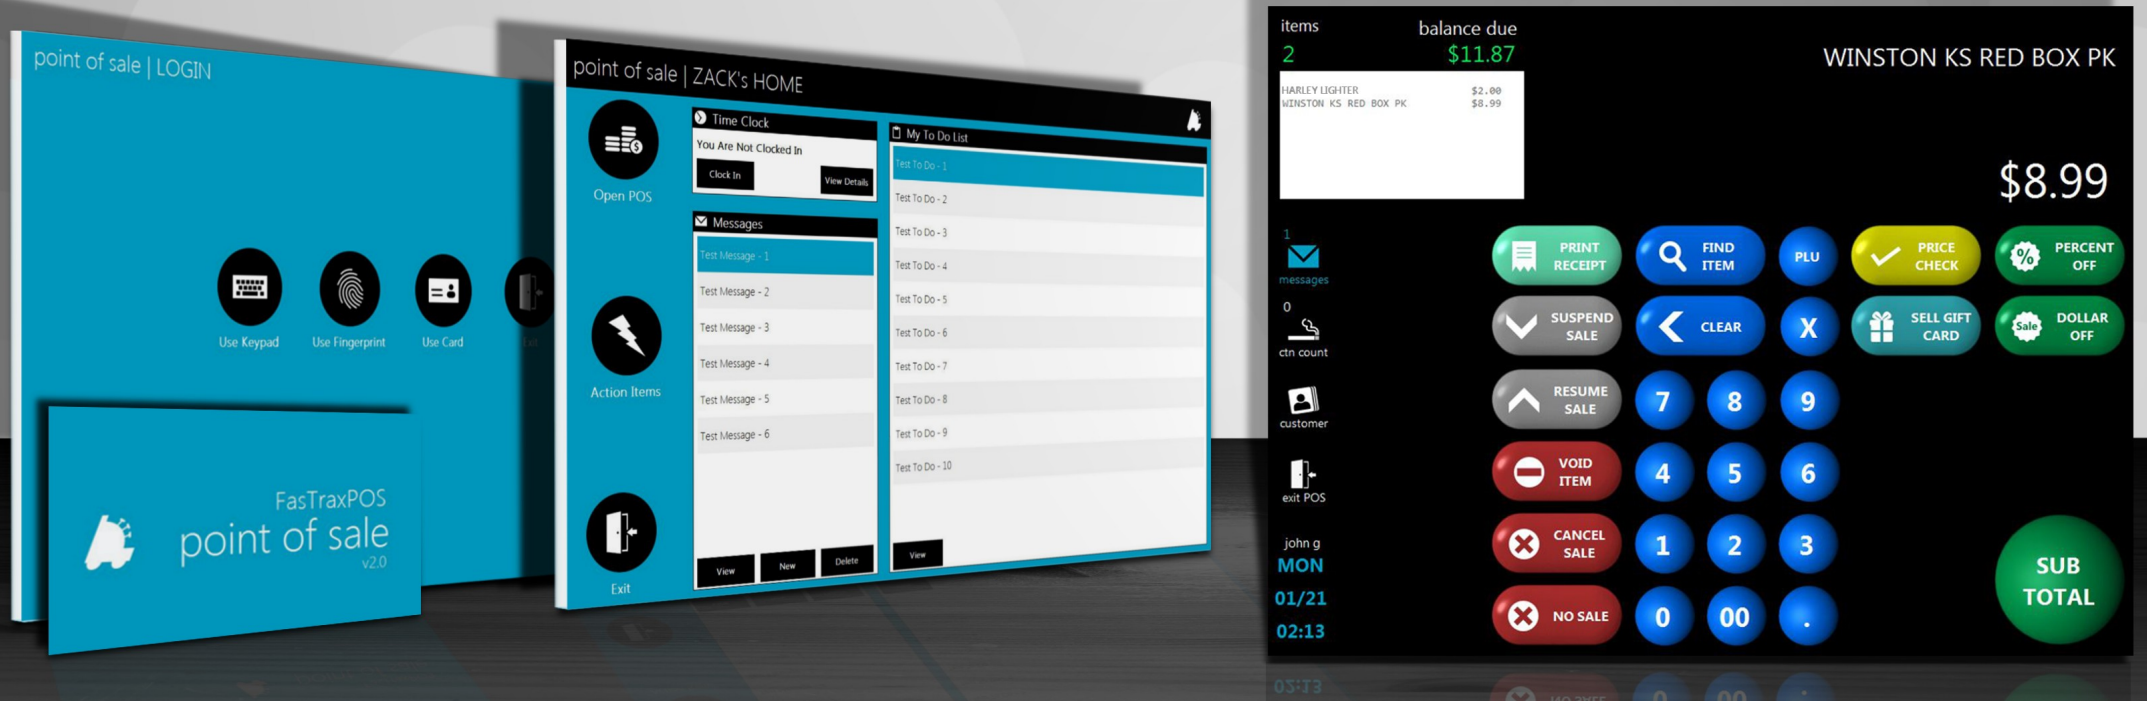 point of sale | LOGIN
Use Keypad
Use Fingerprint
Use Card
Exit
FasTraxPOS
point of sale
v2.0
point of sale | ZACK's HOME
Open POS
Action Items
Exit
Time Clock
You Are Not Clocked In
Clock In
View Details
Messages
Test Message - 1
Test Message - 2
Test Message - 3
Test Message - 4
Test Message - 5
Test Message - 6
View
New
Delete
My To Do List
Test To Do - 1
Test To Do - 2
Test To Do - 3
Test To Do - 4
Test To Do - 5
Test To Do - 6
Test To Do - 7
Test To Do - 8
Test To Do - 9
Test To Do - 10
View
items
2
balance due
$11.87
HARLEY LIGHTER $2.00
WINSTON KS RED BOX PK $8.99
WINSTON KS RED BOX PK
$8.99
1
messages
0
ctn count
customer
exit POS
john g
MON
01/21
02:13
PRINT
RECEIPT
FIND
ITEM
PLU
PRICE
CHECK
%
PERCENT
OFF
SUSPEND
SALE
CLEAR
X
SELL GIFT
CARD
Sale
DOLLAR
OFF
RESUME
SALE
7
8
9
VOID
ITEM
4
5
6
CANCEL
SALE
1
2
3
NO SALE
0
00
.
SUB
TOTAL
02:13
NO SALE
0
00